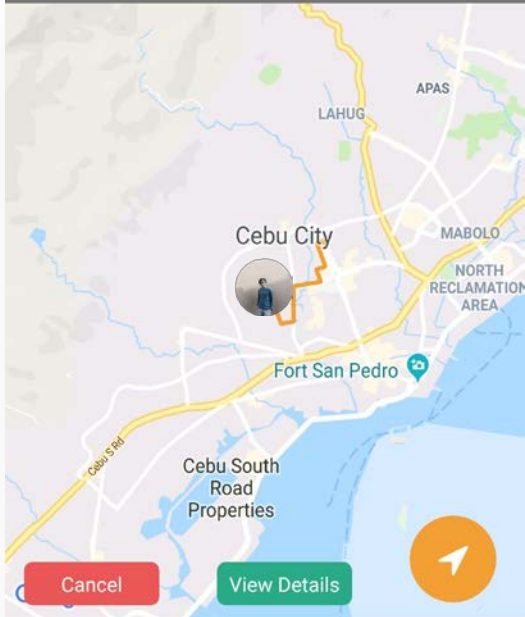 APAS
LAHUG
Cebu City
MABOLO
NORTH
RECLAMATION
AREA
Fort San Pedro
Cebu S Rd
Cebu South
Road
Properties
Cancel
View Details